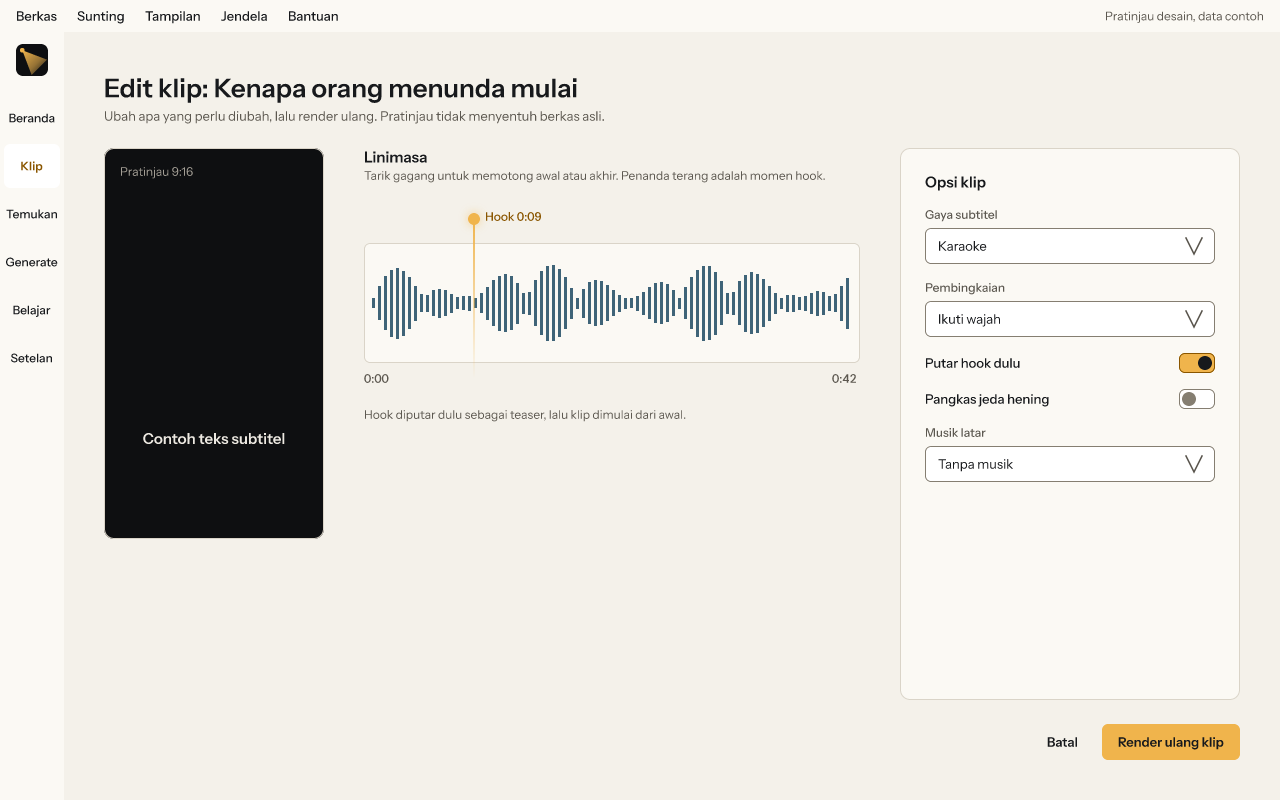 Berkas Sunting Tampilan Jendela Bantuan
Pratinjau desain, data contoh
Beranda
Klip
Temukan
Generate
Belajar
Setelan
Edit klip: Kenapa orang menunda mulai
Ubah apa yang perlu diubah, lalu render ulang. Pratinjau tidak menyentuh berkas asli.
Pratinjau 9:16
Contoh teks subtitel
Linimasa
Tarik gagang untuk memotong awal atau akhir. Penanda terang adalah momen hook.
Hook 0:09
0:00
0:42
Hook diputar dulu sebagai teaser, lalu klip dimulai dari awal.
Opsi klip
Gaya subtitel
Karaoke
Pembingkaian
Ikuti wajah
Putar hook dulu
Pangkas jeda hening
Musik latar
Tanpa musik
Batal
Render ulang klip